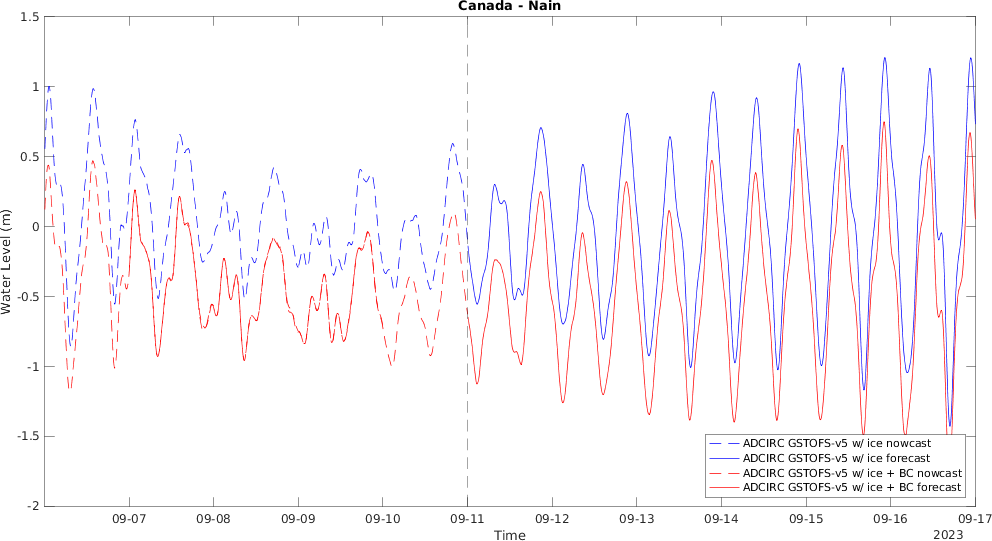 Canada - Nain
1.5
1
0.5
0
-0.5
-1
-1.5
-2
Water Level (m)
09-07
09-08
09-09
09-10
09-11
09-12
09-13
09-14
09-15
09-16
09-17
Time
2023
ADCIRC GSTOFS-v5 w/ ice nowcast
ADCIRC GSTOFS-v5 w/ ice forecast
ADCIRC GSTOFS-v5 w/ ice + BC nowcast
ADCIRC GSTOFS-v5 w/ ice + BC forecast